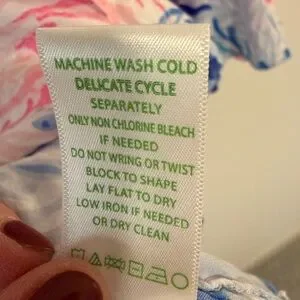 MACHINE WASH COLD
DELICATE CYCLE
SEPARATELY
ONLY NON CHLORINE BLEACH
IF NEEDED
DO NOT WRING OR TWIST
BLOCK TO SHAPE
LAY FLAT TO DRY
LOW IRON IF NEEDED
OR DRY CLEAN